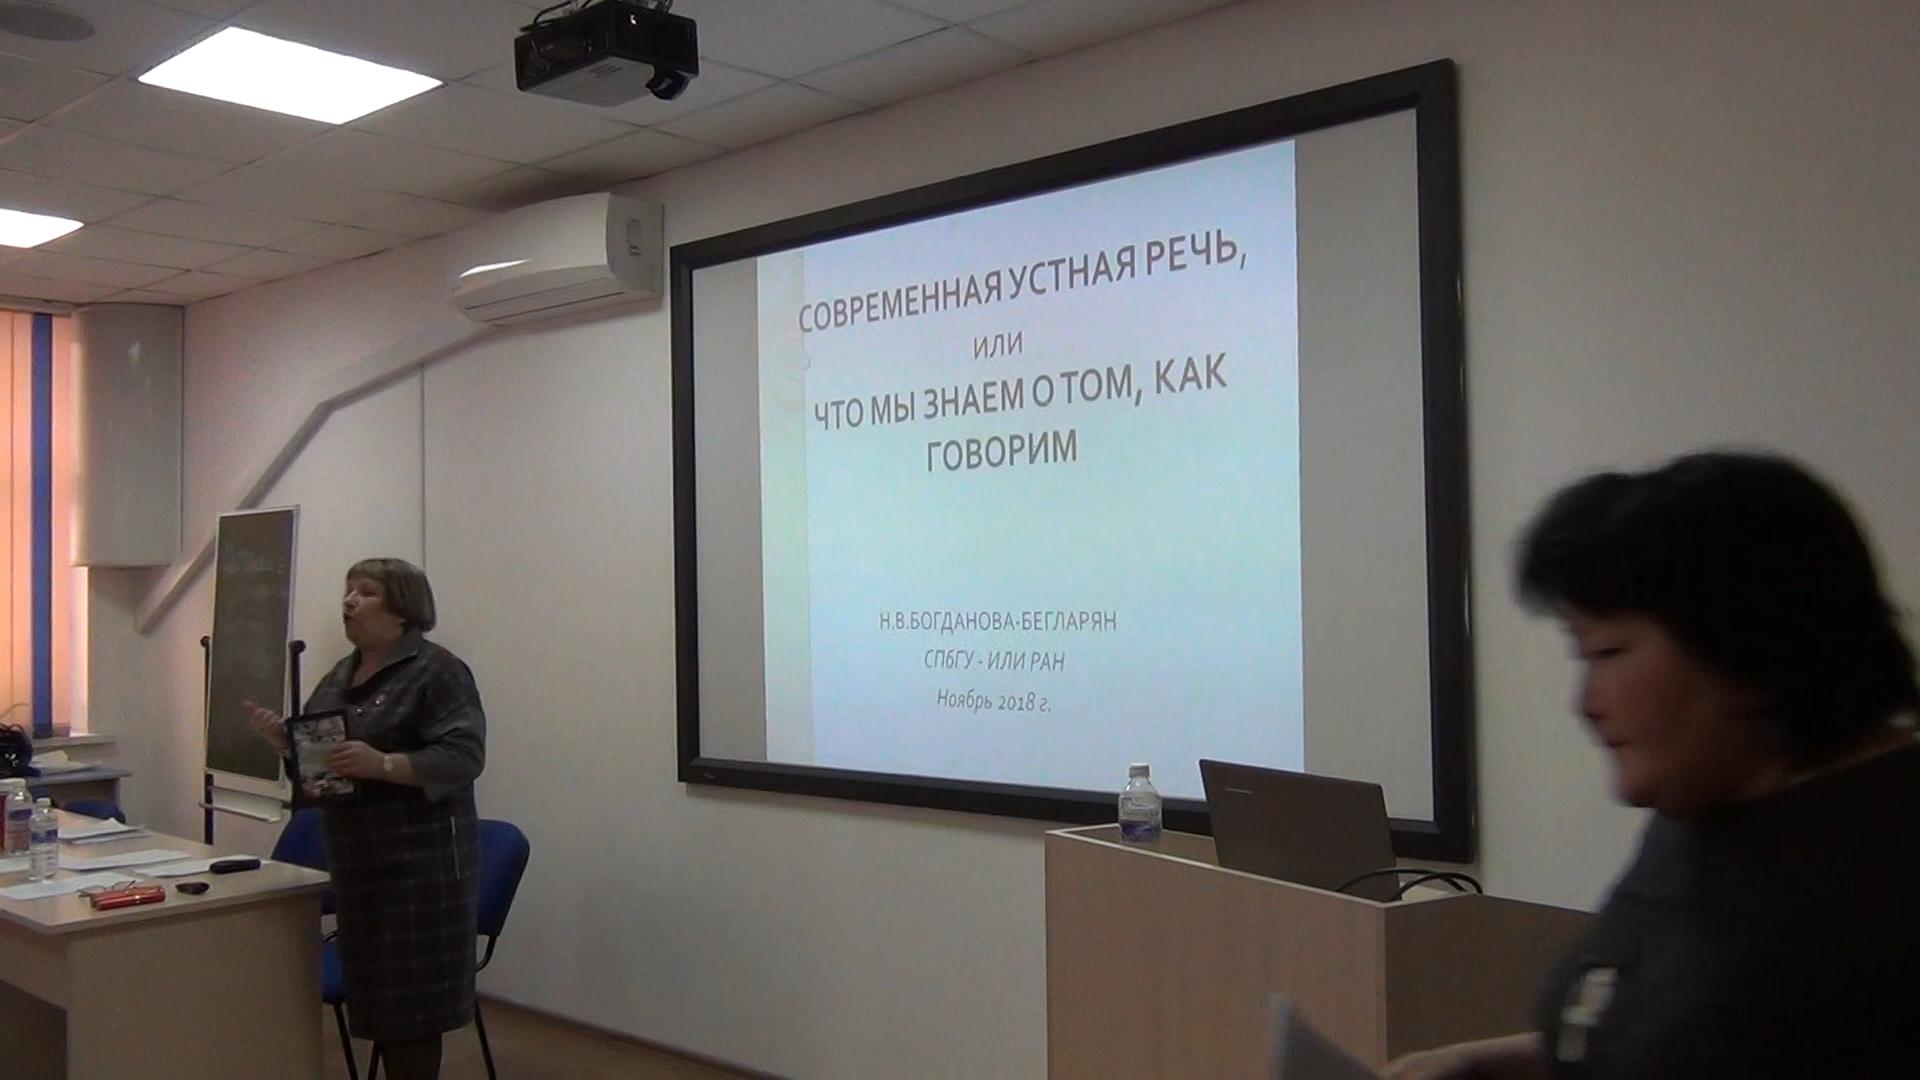 СОВРЕМЕННАЯ УСТНАЯ РЕЧЬ,
ИЛИ
ЧТО МЫ ЗНАЕМ О ТОМ, КАК
ГОВОРИМ
Н.В.БОГДАНОВА-БЕГЛАРЯН
СПбГУ - ИЛИ РАН
Ноябрь 2018 г.